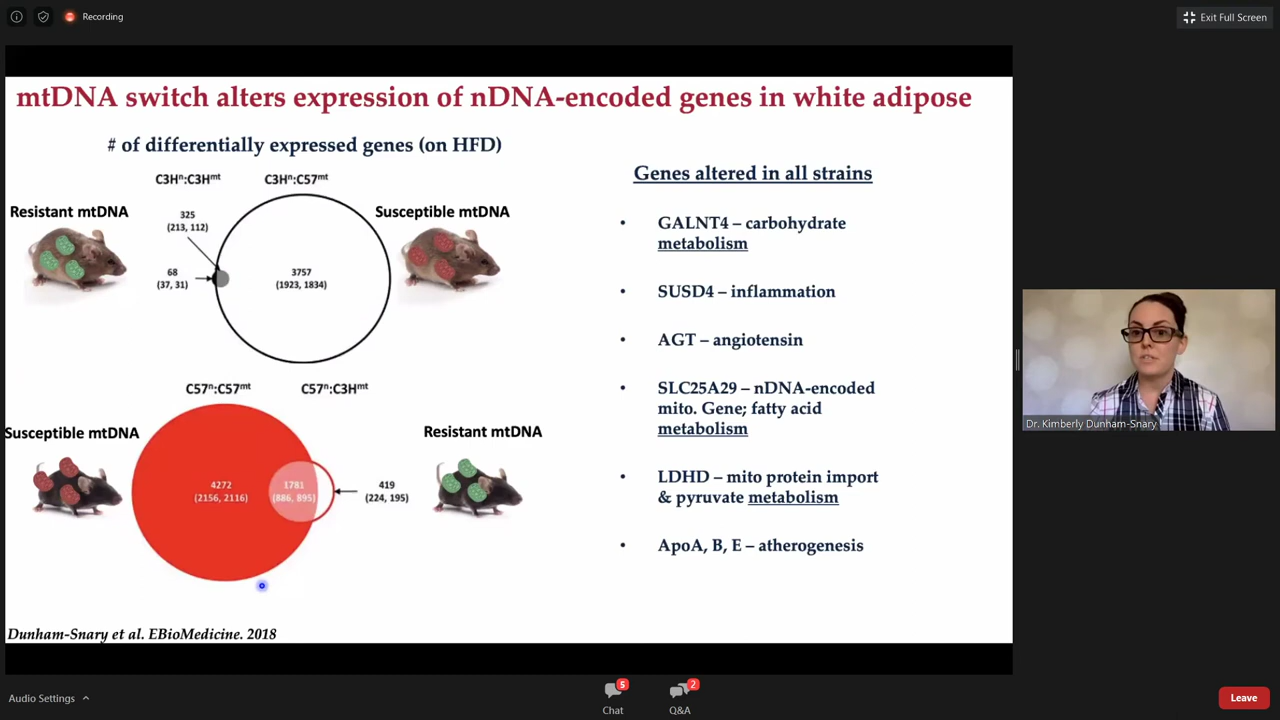 Recording
Exit Full Screen
mtDNA switch alters expression of nDNA-encoded genes in white adipose
# of differentially expressed genes (on HFD)
C3Hⁿ:C3Hᵐᵗ
C3Hⁿ:C57ᵐᵗ
Resistant mtDNA
325
(213, 112)
Susceptible mtDNA
68
(37, 31)
3757
(1923, 1834)
C57ⁿ:C57ᵐᵗ
C57ⁿ:C3Hᵐᵗ
Susceptible mtDNA
Resistant mtDNA
4272
(2156, 2116)
1781
(886, 895)
419
(224, 195)
Genes altered in all strains
• GALNT4 – carbohydrate
metabolism
• SUSD4 – inflammation
• AGT – angiotensin
• SLC25A29 – nDNA-encoded
mito. Gene; fatty acid
metabolism
• LDHD – mito protein import
& pyruvate metabolism
• ApoA, B, E – atherogenesis
Dunham-Snary et al. EBioMedicine. 2018
Dr. Kimberly Dunham-Snary
Audio Settings
5
Chat
2
Q&A
Leave